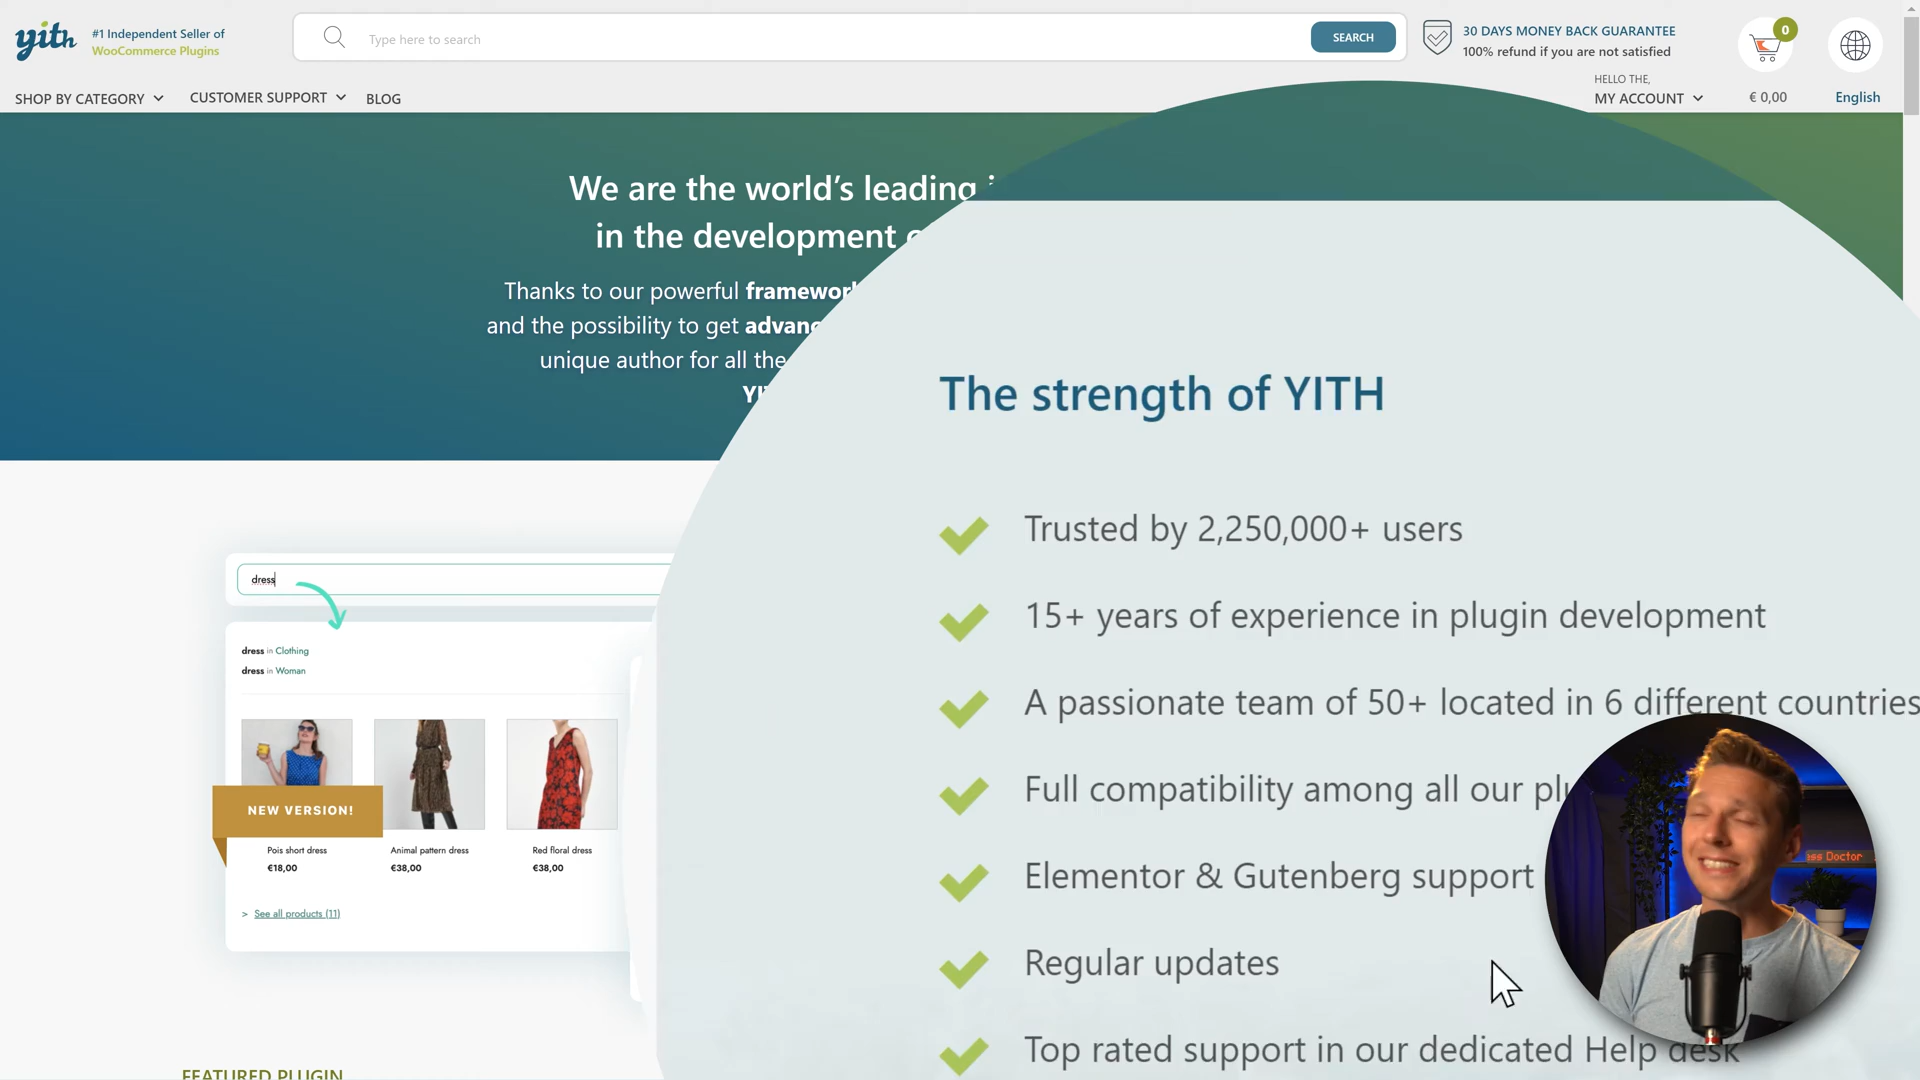 yith
#1 Independent Seller of
WooCommerce Plugins
Type here to search
SEARCH
30 DAYS MONEY BACK GUARANTEE
100% refund if you are not satisfied
0
SHOP BY CATEGORY
CUSTOMER SUPPORT
BLOG
HELLO THE,
MY ACCOUNT
€ 0,00
English
We are the world’s leading
in the development
Thanks to our powerful framework
and the possibility to get
unique author for all the
The strength of YITH
Trusted by 2,250,000+ users
15+ years of experience in plugin development
A passionate team of 50+ located in 6 different countries
Full compatibility among all our
Elementor & Gutenberg support
Regular updates
Top rated support in our dedicated Help desk
dress
dress in Clothing
dress in Woman
NEW VERSION!
Pois short dress
€18,00
Animal pattern dress
€38,00
Red floral dress
€38,00
> See all products (11)
FEATURED PLUGIN
Doctor